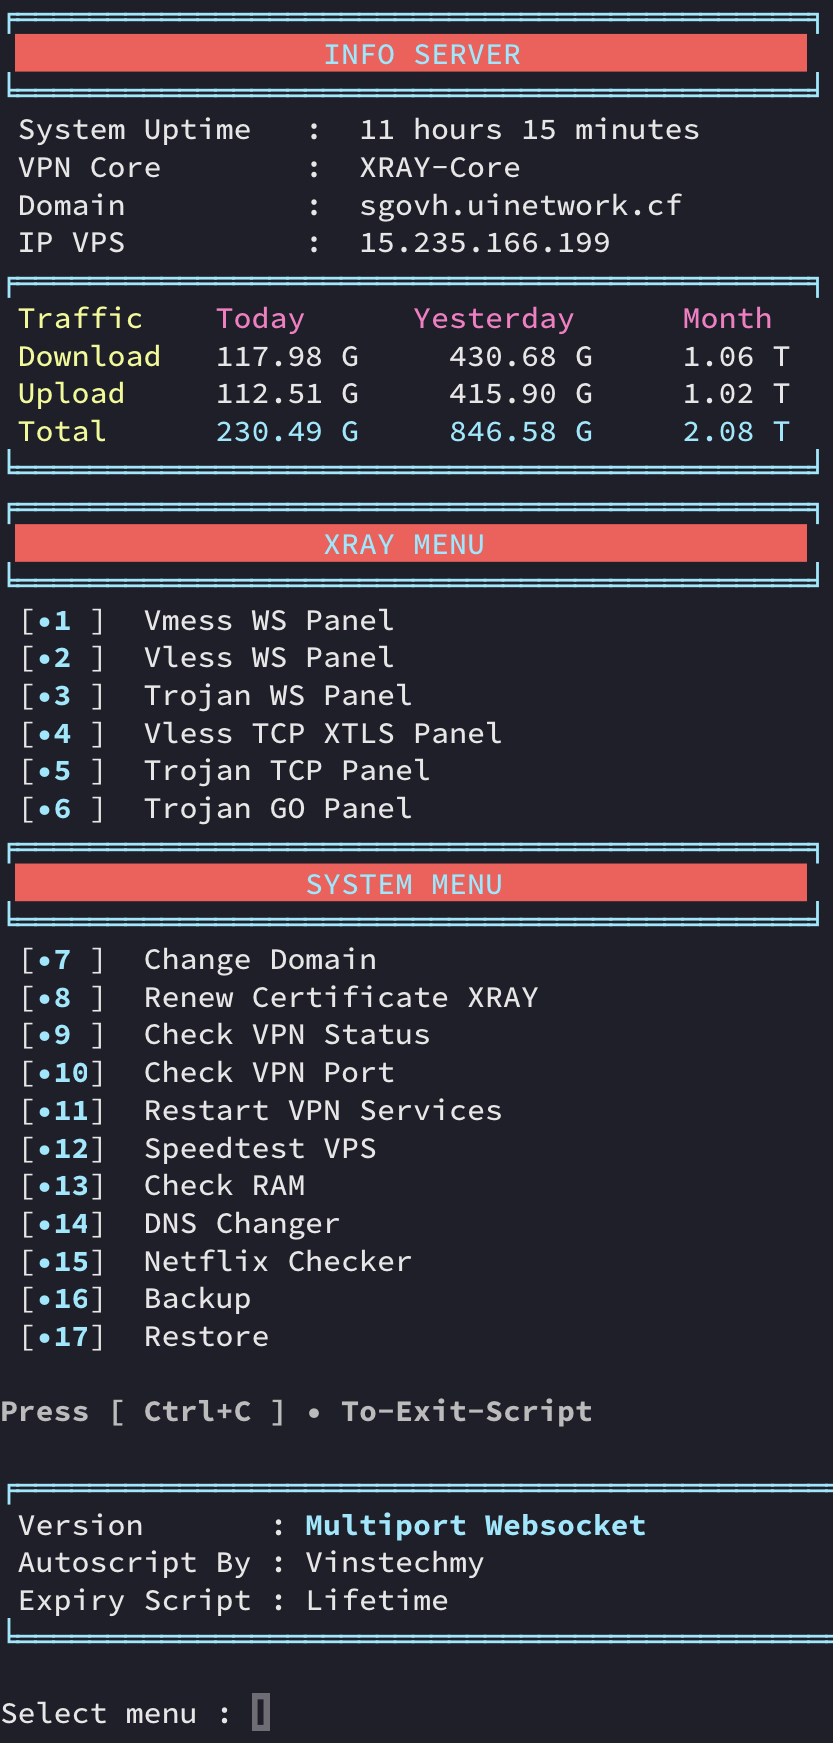 INFO SERVER
System Uptime : 11 hours 15 minutes
VPN Core : XRAY-Core
Domain : sgovh.uinetwork.cf
IP VPS : 15.235.166.199
Traffic Today Yesterday Month
Download 117.98 G 430.68 G 1.06 T
Upload 112.51 G 415.90 G 1.02 T
Total 230.49 G 846.58 G 2.08 T
XRAY MENU
[•1 ] Vmess WS Panel
[•2 ] Vless WS Panel
[•3 ] Trojan WS Panel
[•4 ] Vless TCP XTLS Panel
[•5 ] Trojan TCP Panel
[•6 ] Trojan GO Panel
SYSTEM MENU
[•7 ] Change Domain
[•8 ] Renew Certificate XRAY
[•9 ] Check VPN Status
[•10] Check VPN Port
[•11] Restart VPN Services
[•12] Speedtest VPS
[•13] Check RAM
[•14] DNS Changer
[•15] Netflix Checker
[•16] Backup
[•17] Restore
Press [ Ctrl+C ] • To-Exit-Script
Version : Multiport Websocket
Autoscript By : Vinstechmy
Expiry Script : Lifetime
Select menu :